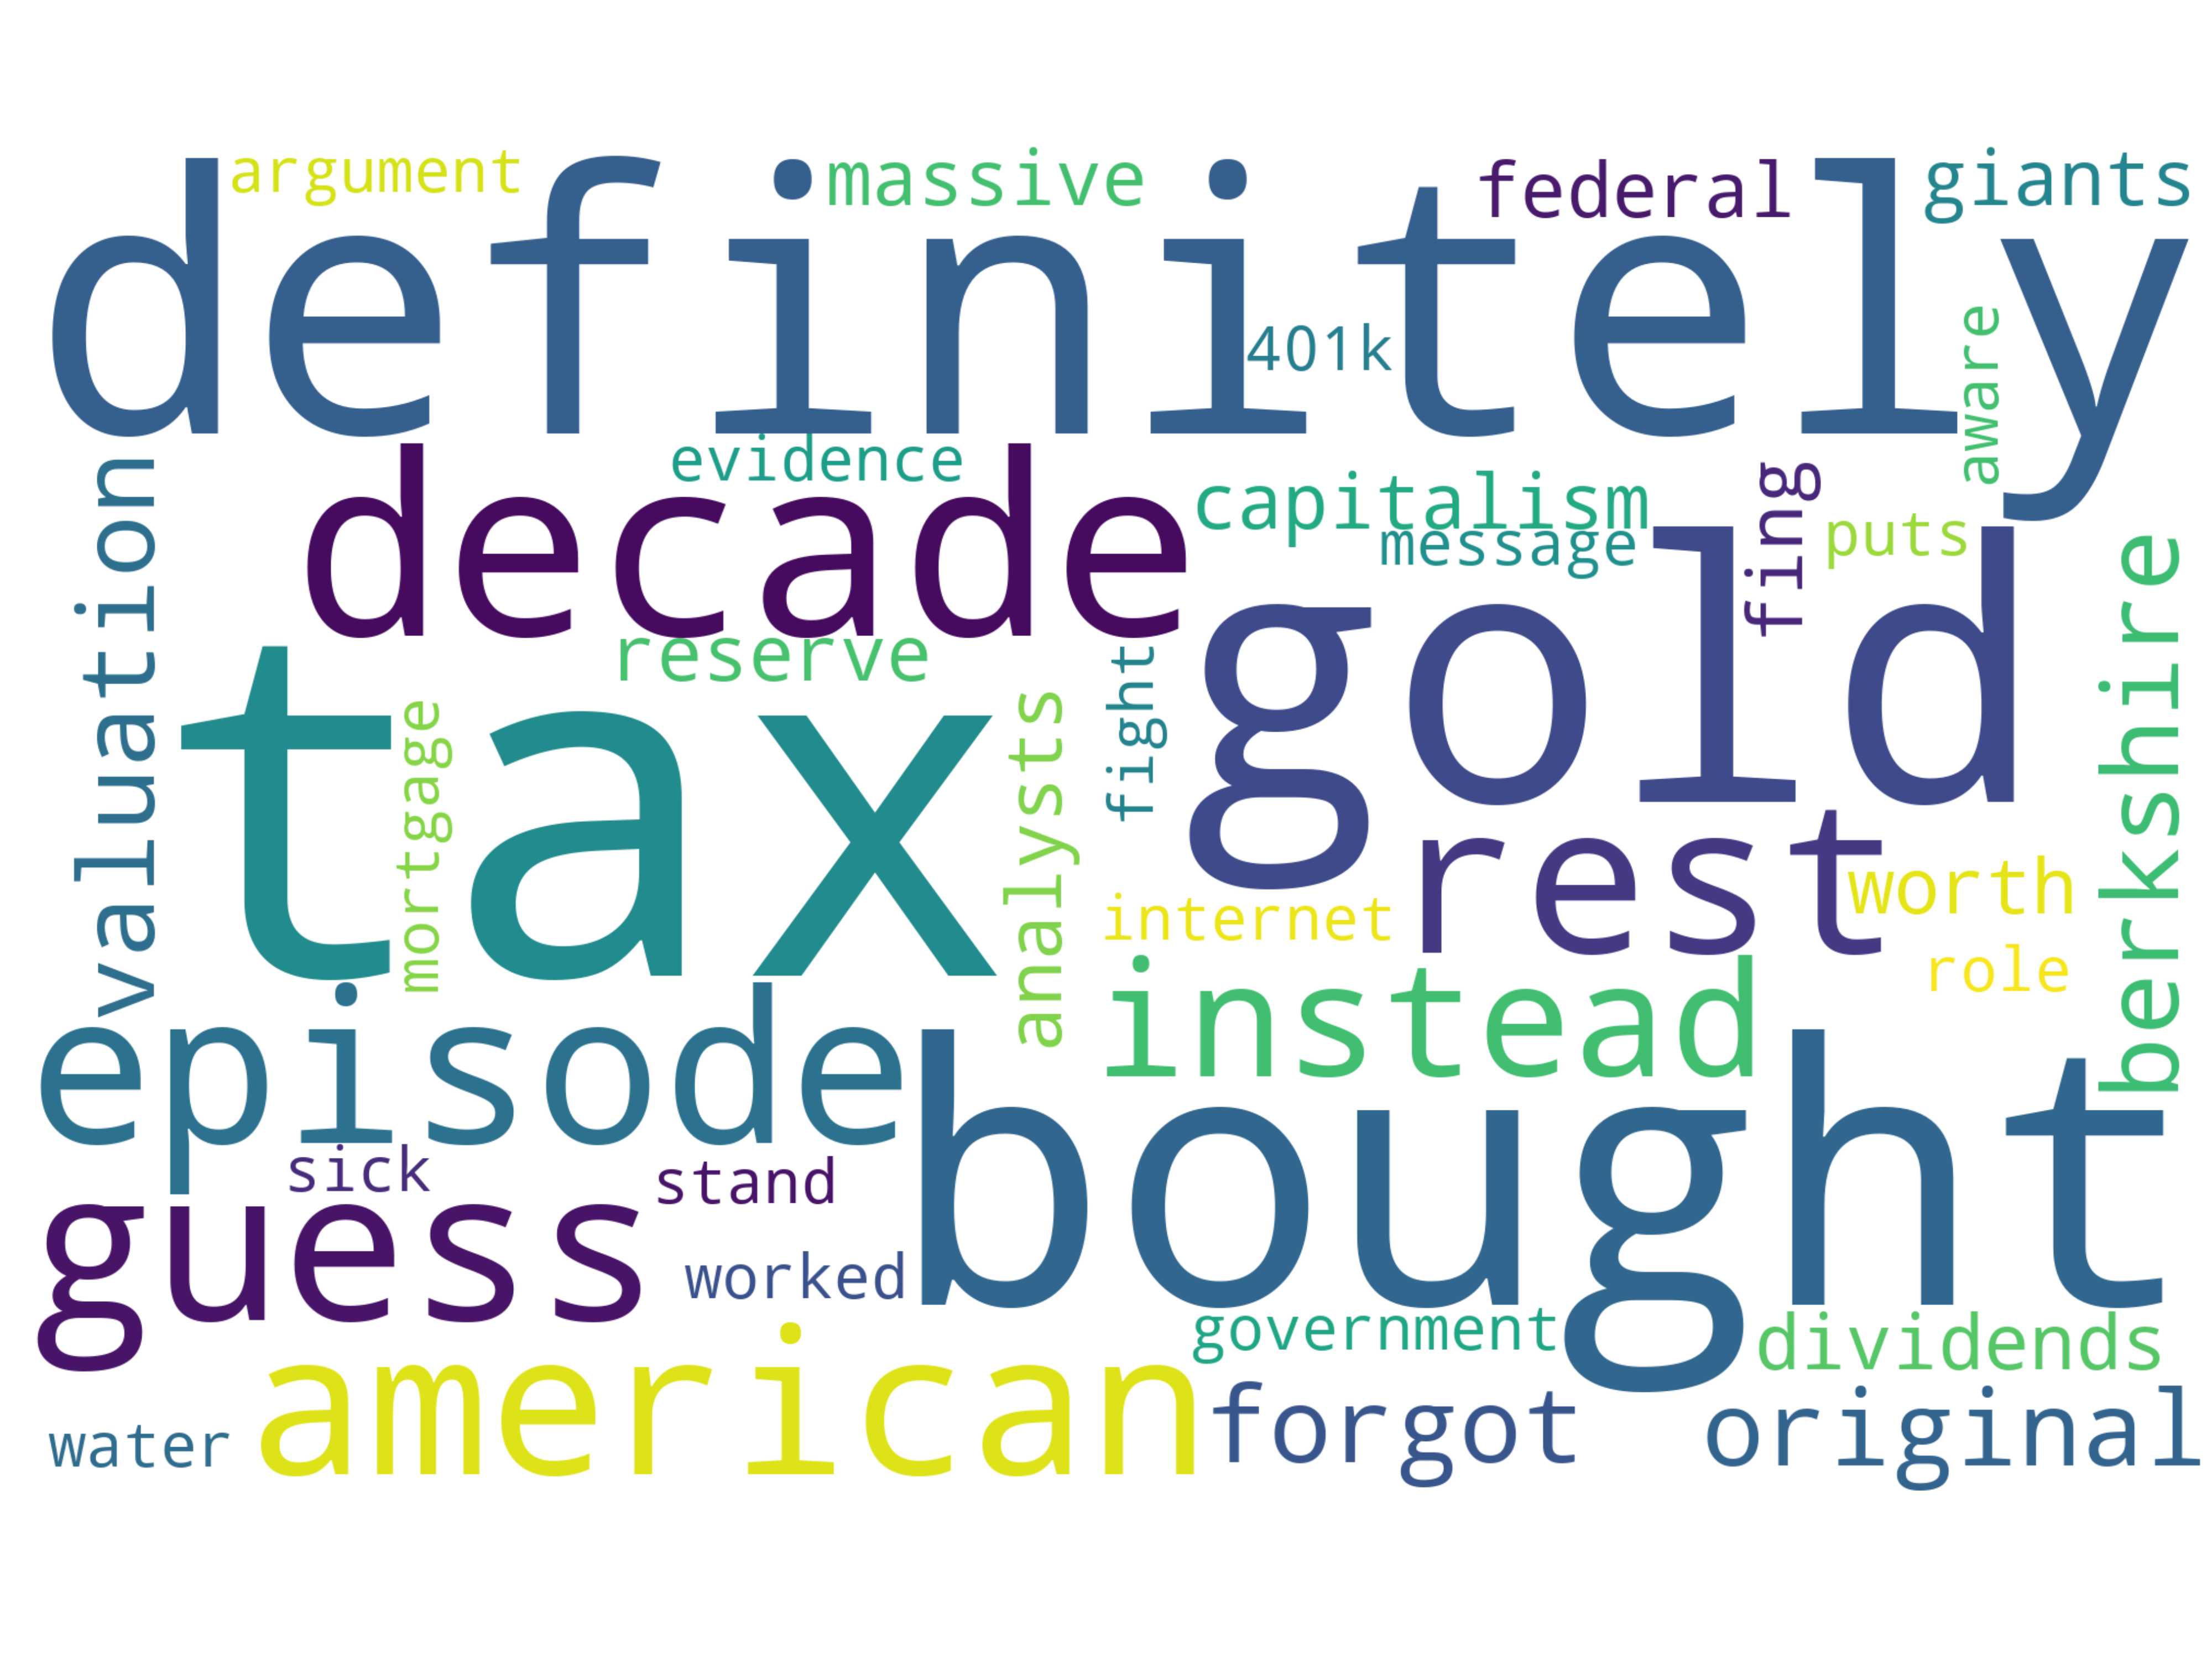 argument
massive
federal
giants
definitely
401k
aware
evidence
decade
capitalism
message
fing
puts
valuation
reserve
gold
berkshire
tax
mortgage
analysts
fight
rest
worth
internet
role
instead
episode
bought
sick
stand
guess
worked
government
dividends
american
forgot
original
water